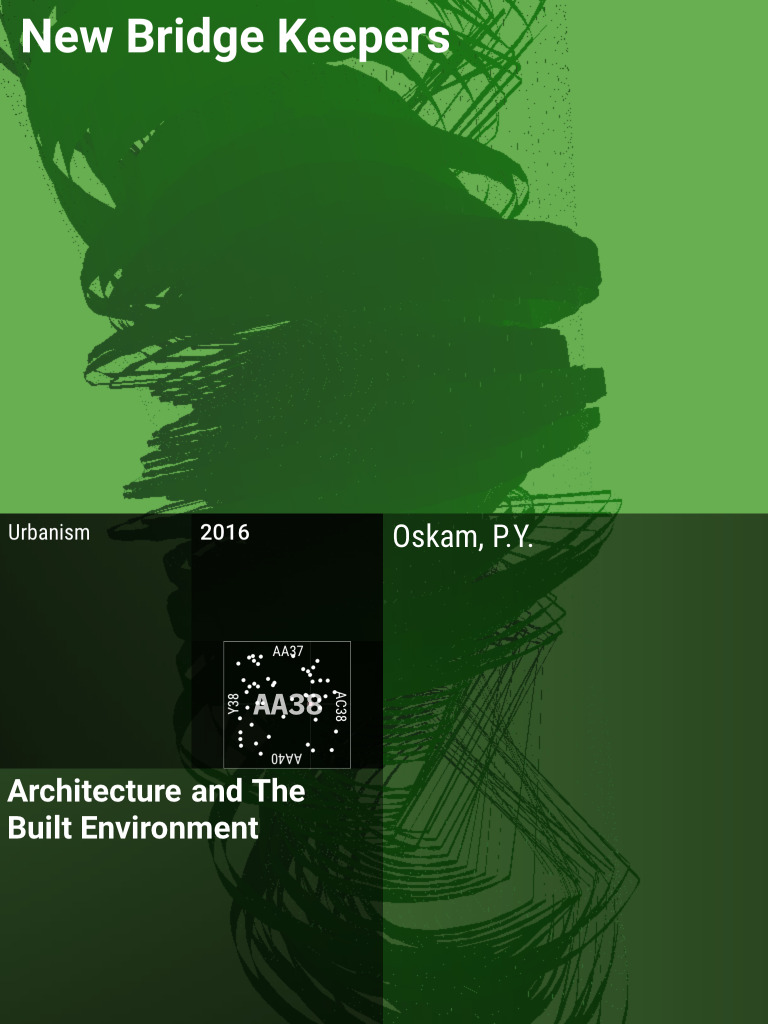 New Bridge Keepers
Urbanism
2016
Oskam, P.Y.
AA37
Y38
AA38
AC38
AA40
Architecture and The
Built Environment